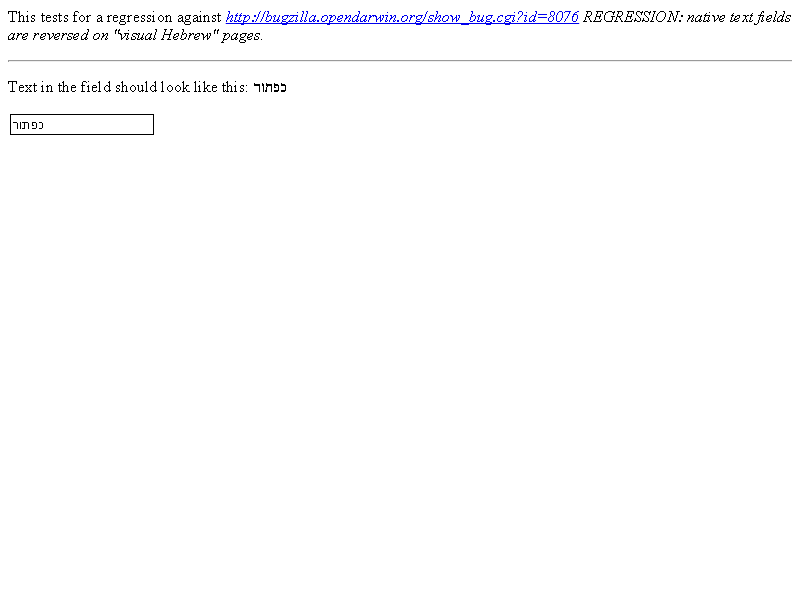 This tests for a regression against http://bugzilla.opendarwin.org/show_bug.cgi?id=8076 REGRESSION: native text fields
are reversed on "visual Hebrew" pages.
Text in the field should look like this: כפתור
כפתור